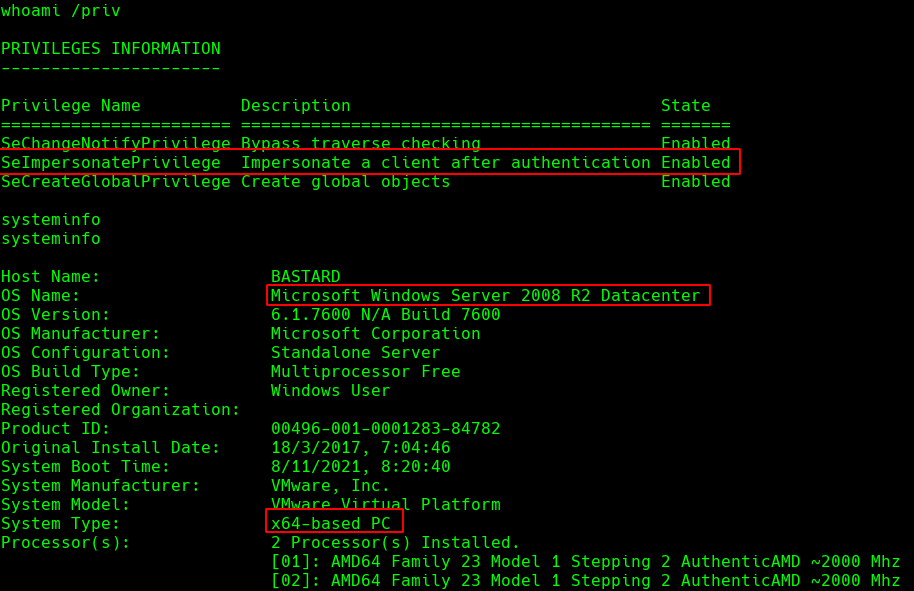 whoami /priv
PRIVILEGES INFORMATION
----------------------
Privilege Name          Description                               State
======================= ========================================= =======
SeChangeNotifyPrivilege Bypass traverse checking                  Enabled
SeImpersonatePrivilege  Impersonate a client after authentication Enabled
SeCreateGlobalPrivilege Create global objects                     Enabled
systeminfo
systeminfo
Host Name:                 BASTARD
OS Name:                   Microsoft Windows Server 2008 R2 Datacenter
OS Version:                6.1.7600 N/A Build 7600
OS Manufacturer:           Microsoft Corporation
OS Configuration:          Standalone Server
OS Build Type:             Multiprocessor Free
Registered Owner:          Windows User
Registered Organization:
Product ID:                00496-001-0001283-84782
Original Install Date:     18/3/2017, 7:04:46
System Boot Time:          8/11/2021, 8:20:40
System Manufacturer:       VMware, Inc.
System Model:              VMware Virtual Platform
System Type:               x64-based PC
Processor(s):              2 Processor(s) Installed.
                           [01]: AMD64 Family 23 Model 1 Stepping 2 AuthenticAMD ~2000 Mhz
                           [02]: AMD64 Family 23 Model 1 Stepping 2 AuthenticAMD ~2000 Mhz